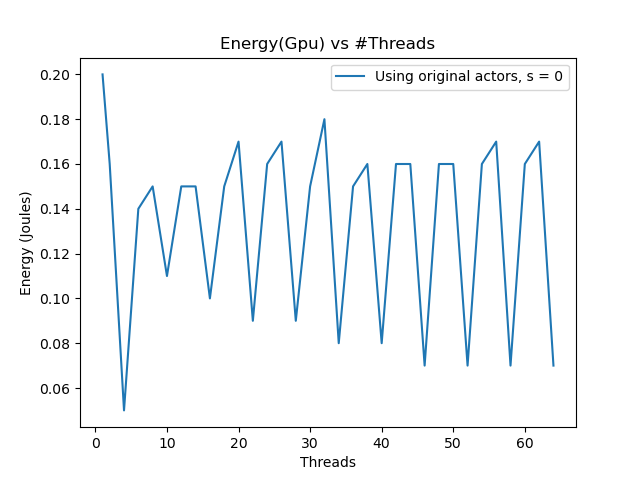 Energy(Gpu) vs #Threads
Using original actors, s = 0
Energy (Joules)
0.20
0.18
0.16
0.14
0.12
0.10
0.08
0.06
0 10 20 30 40 50 60
Threads